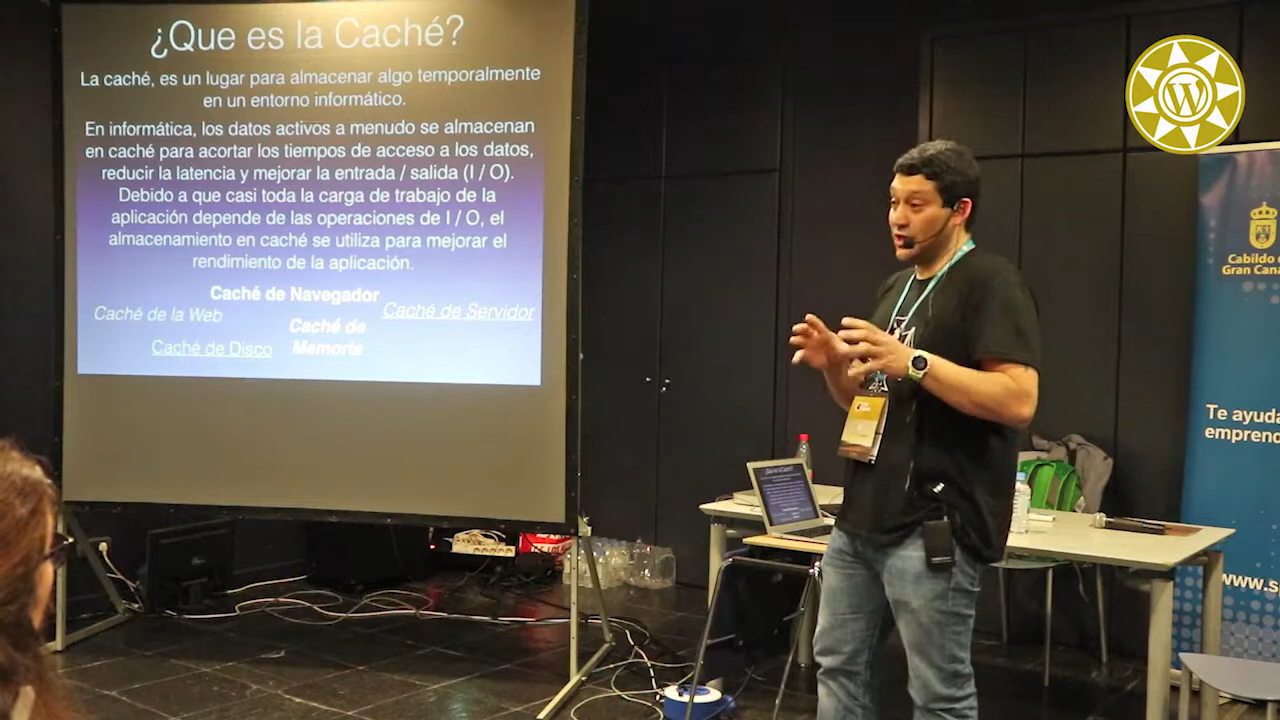 ¿Que es la Caché?
La caché, es un lugar para almacenar algo temporalmente
en un entorno informático.
En informática, los datos activos a menudo se almacenan
en caché para acortar los tiempos de acceso a los datos,
reducir la latencia y mejorar la entrada / salida (I / O).
Debido a que casi toda la carga de trabajo de la
aplicación depende de las operaciones de I / O, el
almacenamiento en caché se utiliza para mejorar el
rendimiento de la aplicación.
Caché de Navegador
Caché de la Web
Caché de Servidor
Caché de
Memoria
Caché de Disco
Cabildo
Gran Cana
Te ayuda
emprend
www.s